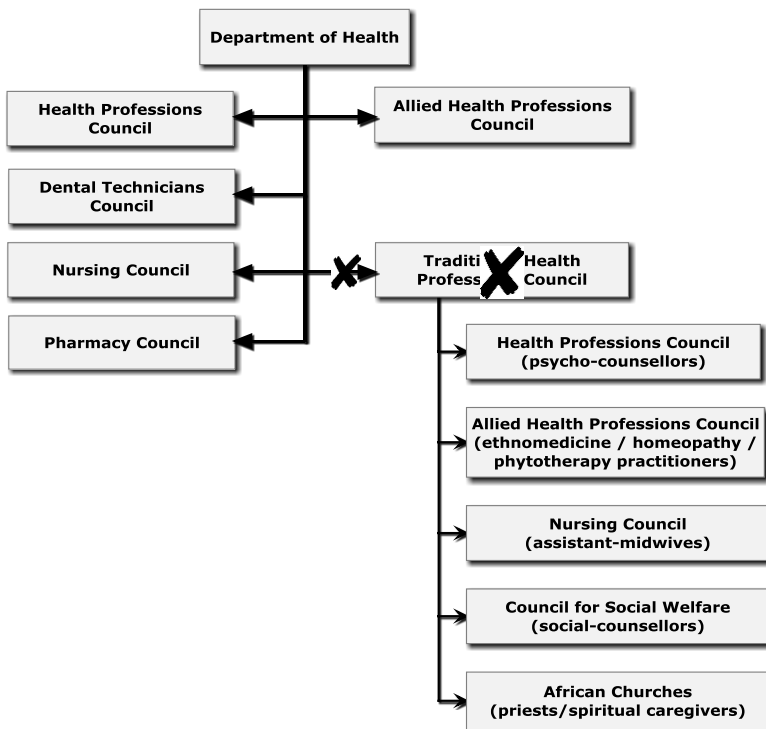 Department of Health
Health Professions
Council
Allied Health Professions
Council
Dental Technicians
Council
Nursing Council
Traditi Health
Profess Council
Pharmacy Council
Health Professions Council
(psycho-counsellors)
Allied Health Professions Council
(ethnomedicine / homeopathy /
phytotherapy practitioners)
Nursing Council
(assistant-midwives)
Council for Social Welfare
(social-counsellors)
African Churches
(priests/spiritual caregivers)